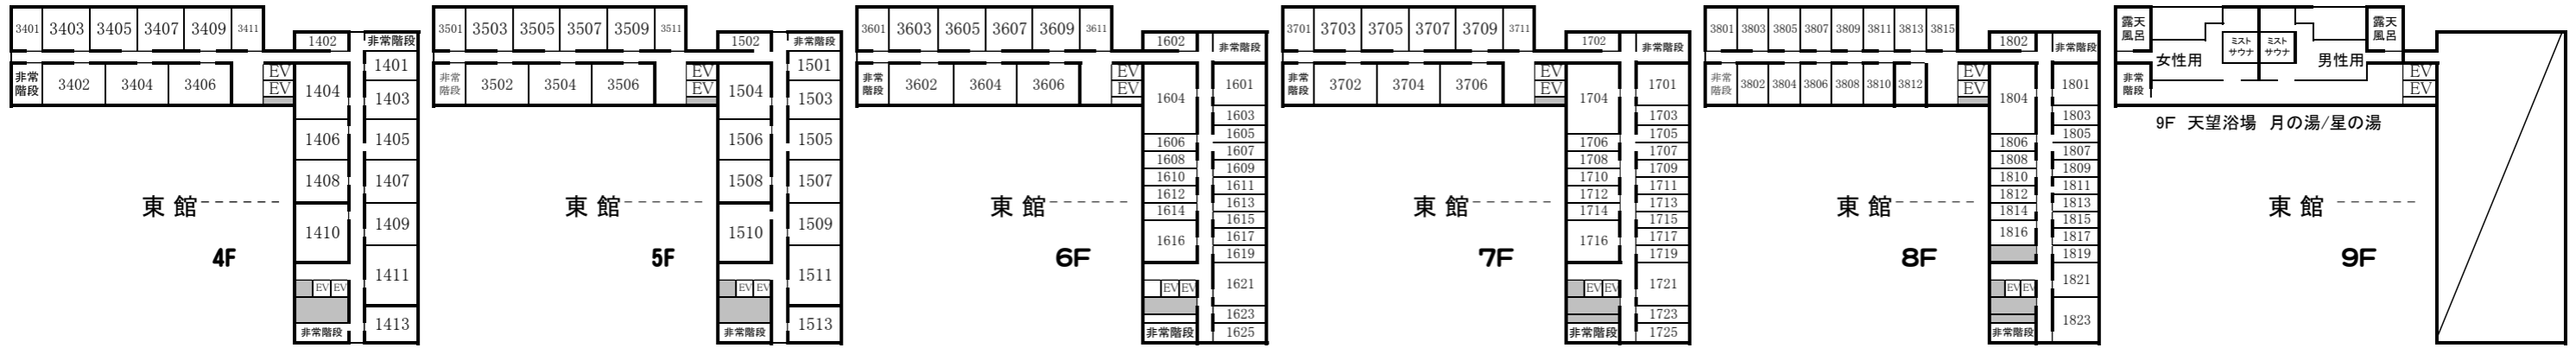 3401 3403 3405 3407 3409 3411
1402 非常階段
1401
非常階段 3402 3404 3406 EV
EV
1404 1403
1406 1405
1408 1407
東館
1410 1409
4F
1411
EV EV
非常階段 1413
3501 3503 3505 3507 3509 3511
1502 非常階段
1501
非常階段 3502 3504 3506 EV
EV
1504 1503
1506 1505
1508 1507
東館
1510 1509
5F
1511
EV EV
非常階段 1513
3601 3603 3605 3607 3609 3611
1602 非常階段
非常階段 3602 3604 3606 EV
EV
1604 1601
1603
1605
1606 1607
1608 1609
1610 1611
1612 1613
東館
1614 1615
1616 1617
1619
6F
1621
EV EV
1623
非常階段 1625
3701 3703 3705 3707 3709 3711
1702 非常階段
非常階段 3702 3704 3706 EV
EV
1704 1701
1703
1705
1706 1707
1708 1709
1710 1711
1712 1713
東館
1714 1715
1716 1717
1719
7F
1721
EV EV
1723
非常階段 1725
3801 3803 3805 3807 3809 3811 3813 3815
1802 非常階段
非常階段 3802 3804 3806 3808 3810 3812 EV
EV
1804 1801
1803
1805
1806 1807
1808 1809
1810 1811
1812 1813
東館
1814 1815
1816 1817
1819
8F
1821
EV EV
1823
非常階段
露天風呂 女性用 ミストサウナ ミストサウナ 男性用 露天風呂
非常階段 EV
EV
9F 天望浴場 月の湯/星の湯
東館
9F